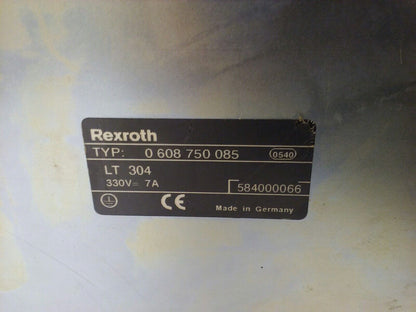 Rexroth
TYP: 0 608 750 085 0540
LT 304
330V= 7A
584000066
CE Made in Germany